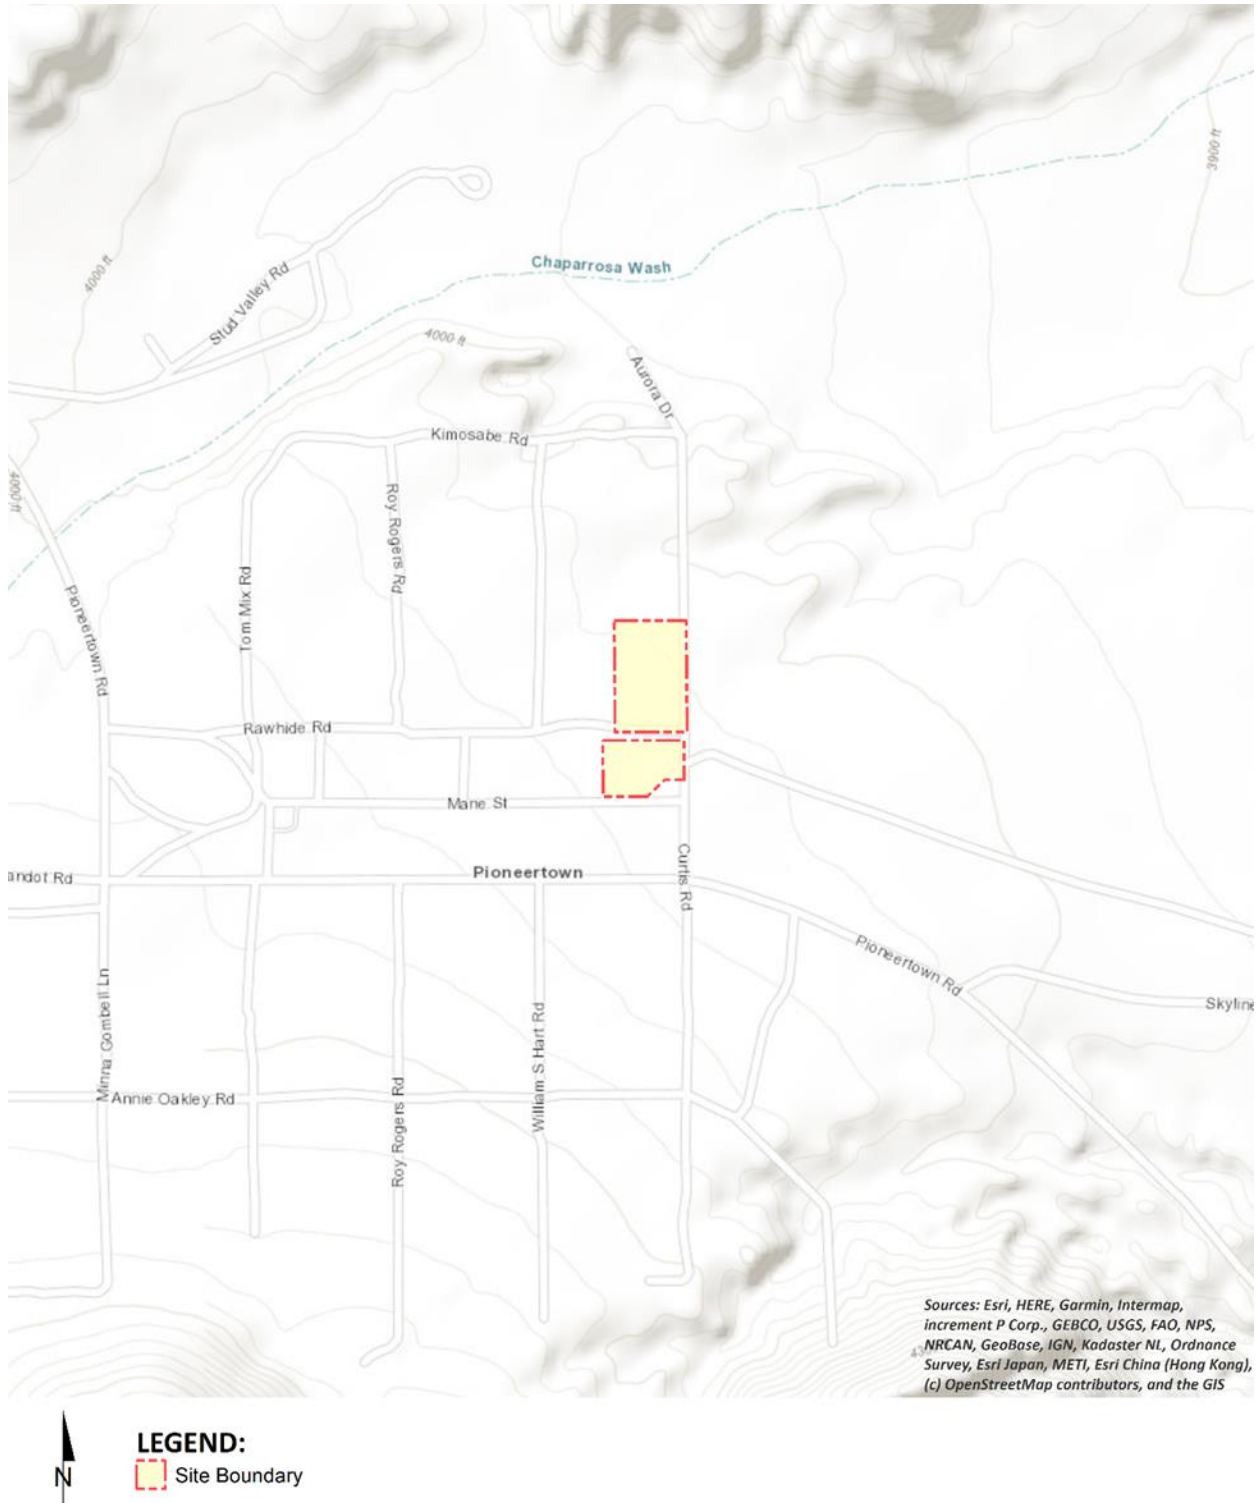 3900 ft
Chaparrosa Wash
4000 ft
Stud Valley Rd
4000 ft
Aurora Dr
Kimosabe Rd
4000 ft
Roy Rogers Rd
Tom Mix Rd
Pioneertown Rd
Rawhide Rd
Mane St
Pioneertown
andot Rd
Curtis Rd
Pioneertown Rd
Minna Gombell Ln
Skyline
William S Hart Rd
Annie Oakley Rd
Roy Rogers Rd
Sources: Esri, HERE, Garmin, Intermap,
increment P Corp., GEBCO, USGS, FAO, NPS,
NRCAN, GeoBase, IGN, Kadaster NL, Ordnance
Survey, Esri Japan, METI, Esri China (Hong Kong),
(c) OpenStreetMap contributors, and the GIS
N
LEGEND:
Site Boundary